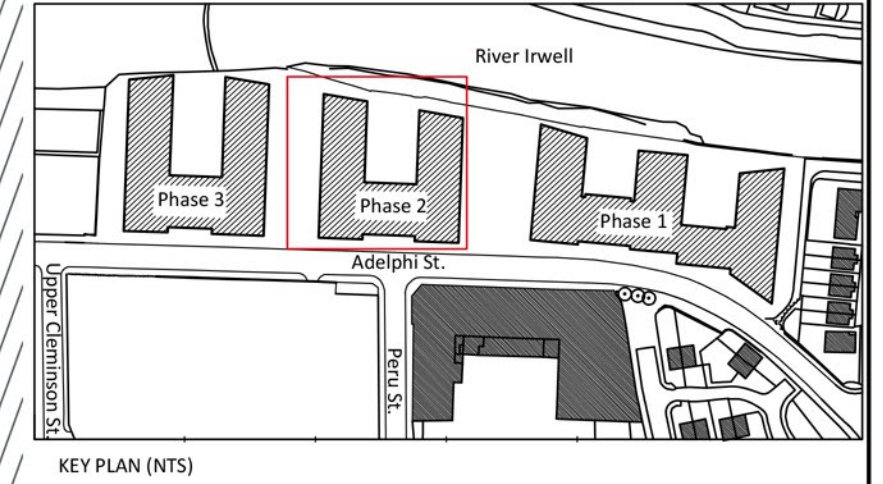 River Irwell
Phase 3
Phase 2
Phase 1
Adelphi St.
Upper Cleminson St.
Peru St.
KEY PLAN (NTS)